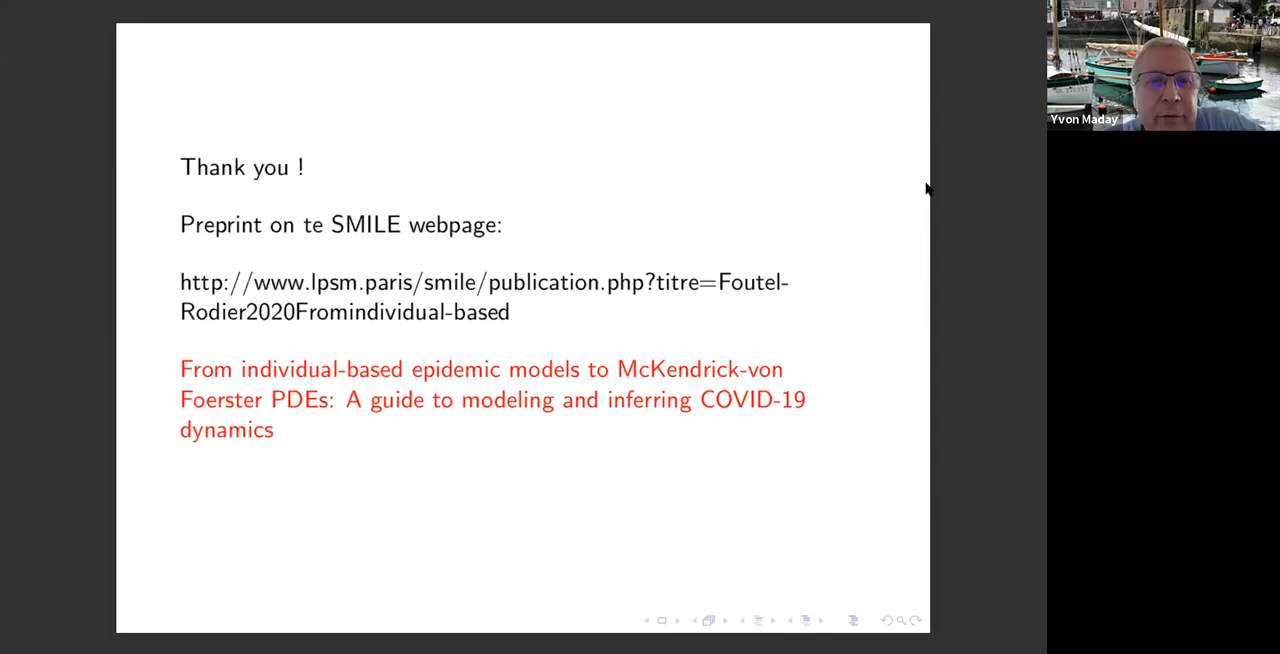 Thank you !
Preprint on te SMILE webpage:
http://www.lpsm.paris/smile/publication.php?titre=Foutel-
Rodier2020Fromindividual-based
From individual-based epidemic models to McKendrick-von
Foerster PDEs: A guide to modeling and inferring COVID-19
dynamics
Yvon Maday